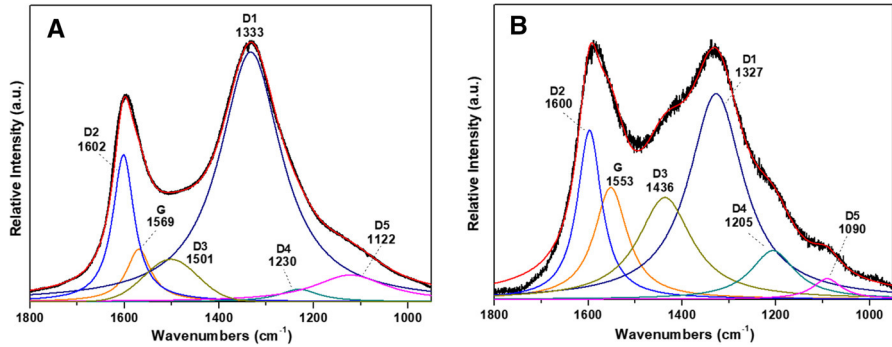 A
D1
1333
D2
1602
G
1569
D3
1501
D4
1230
D5
1122
Relative Intensity (a.u.)
1800 1600 1400 1200 1000
Wavenumbers (cm-1)
B
D1
1327
D2
1600
G
1553
D3
1436
D4
1205
D5
1090
Relative Intensity (a.u.)
1800 1600 1400 1200 1000
Wavenumbers (cm-1)